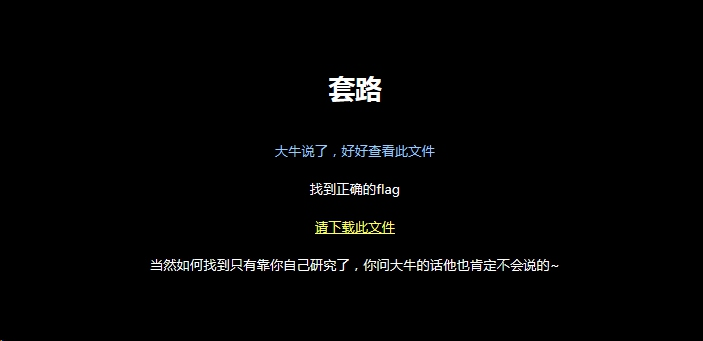 套路
大牛说了，好好查看此文件
找到正确的flag
请下载此文件
当然如何找到只有靠你自己研究了，你问大牛的话他也肯定不会说的~